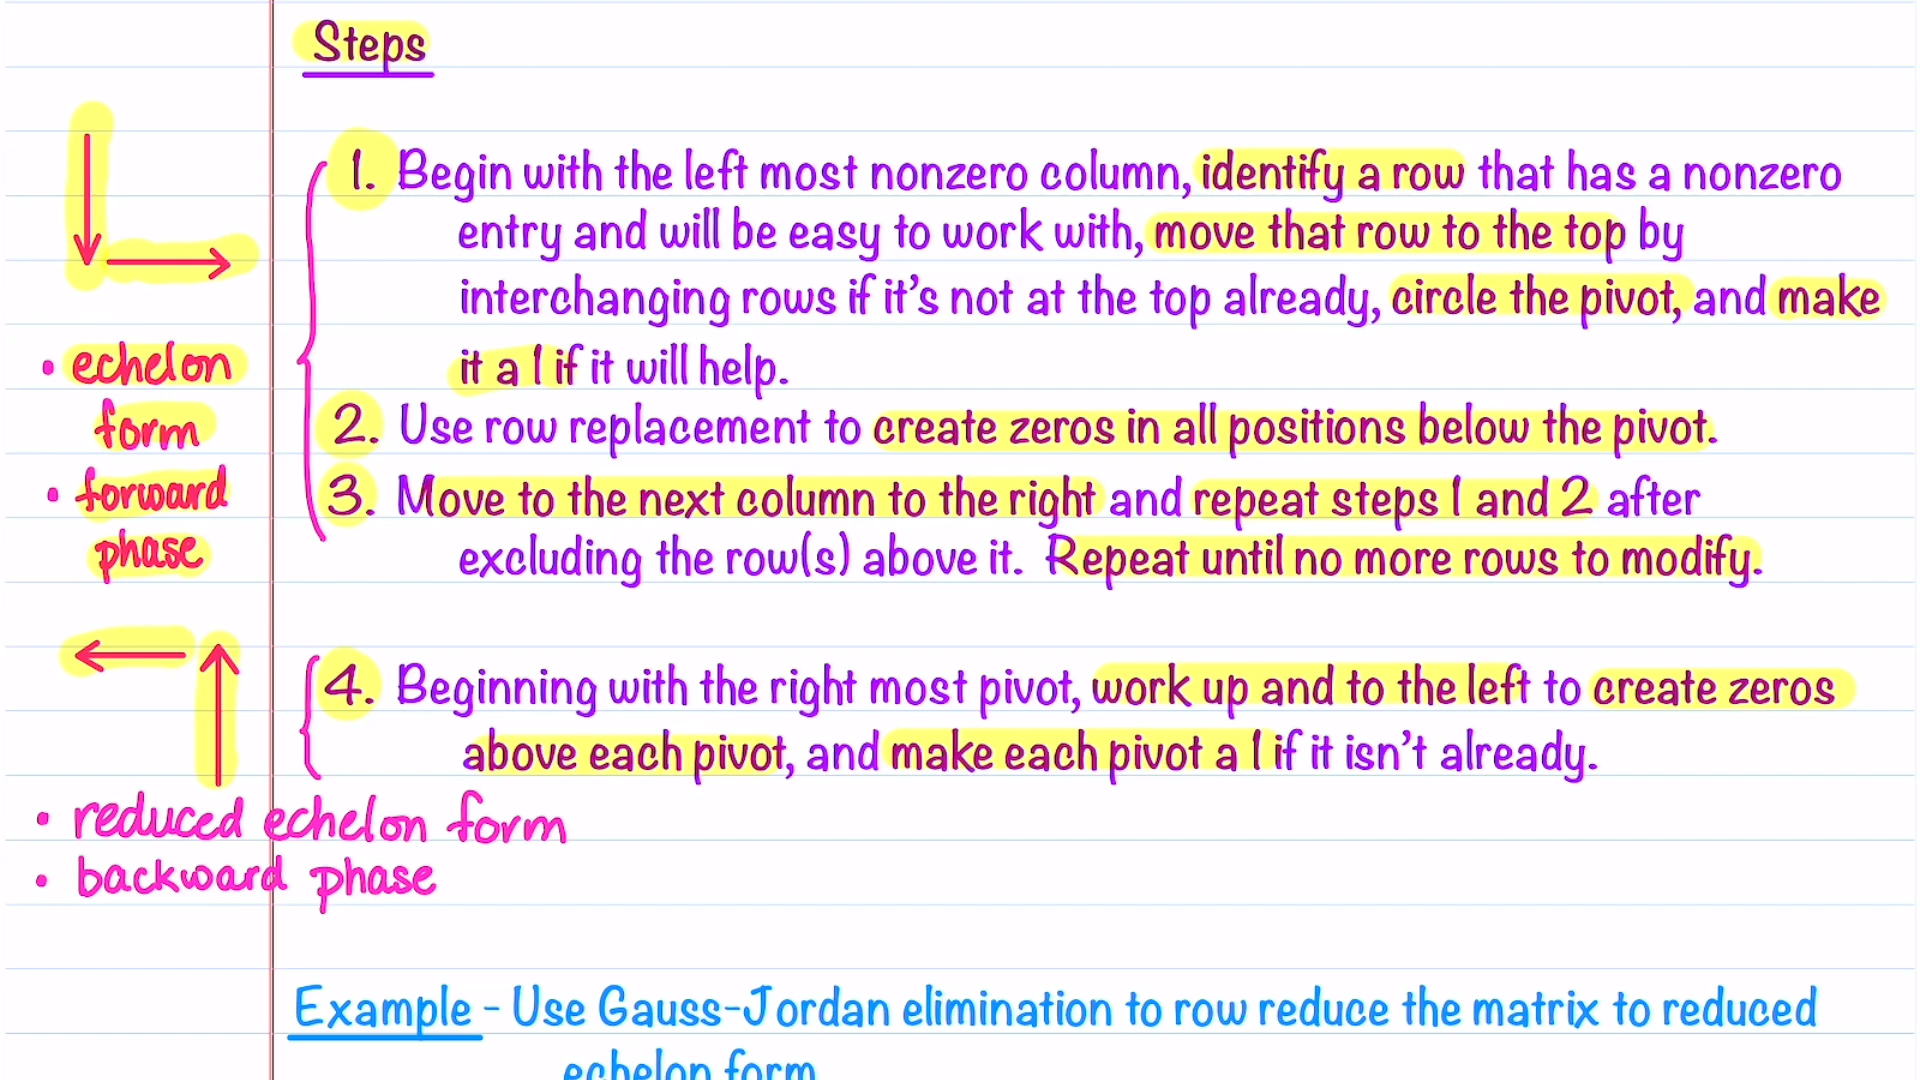 Steps
1. Begin with the left most nonzero column, identify a row that has a nonzero
entry and will be easy to work with, move that row to the top by
interchanging rows if it's not at the top already, circle the pivot, and make
it a 1 if it will help.
2. Use row replacement to create zeros in all positions below the pivot.
3. Move to the next column to the right and repeat steps 1 and 2 after
excluding the row(s) above it. Repeat until no more rows to modify.
• echelon
form
• forward
phase
4. Beginning with the right most pivot, work up and to the left to create zeros
above each pivot, and make each pivot a 1 if it isn't already.
• reduced echelon form
• backward phase
Example - Use Gauss-Jordan elimination to row reduce the matrix to reduced
echelon form